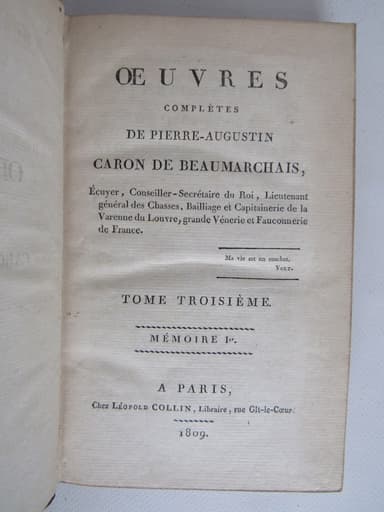 ŒUVRES
COMPLÈTES
DE PIERRE-AUGUSTIN
CARON DE BEAUMARCHAIS,
Écuyer, Conseiller-Secrétaire du Roi, Lieutenant
général des Chasses, Bailliage et Capitainerie de la
Varenne du Louvre, grande Vénerie et Fauconnerie
de France.
Ma vie est un combat.
VOLT.
TOME TROISIÈME.
MÉMOIRE Ier.
A PARIS,
Chez LÉOPOLD COLLIN, Libraire, rue Gît-le-Cœur.
1809.